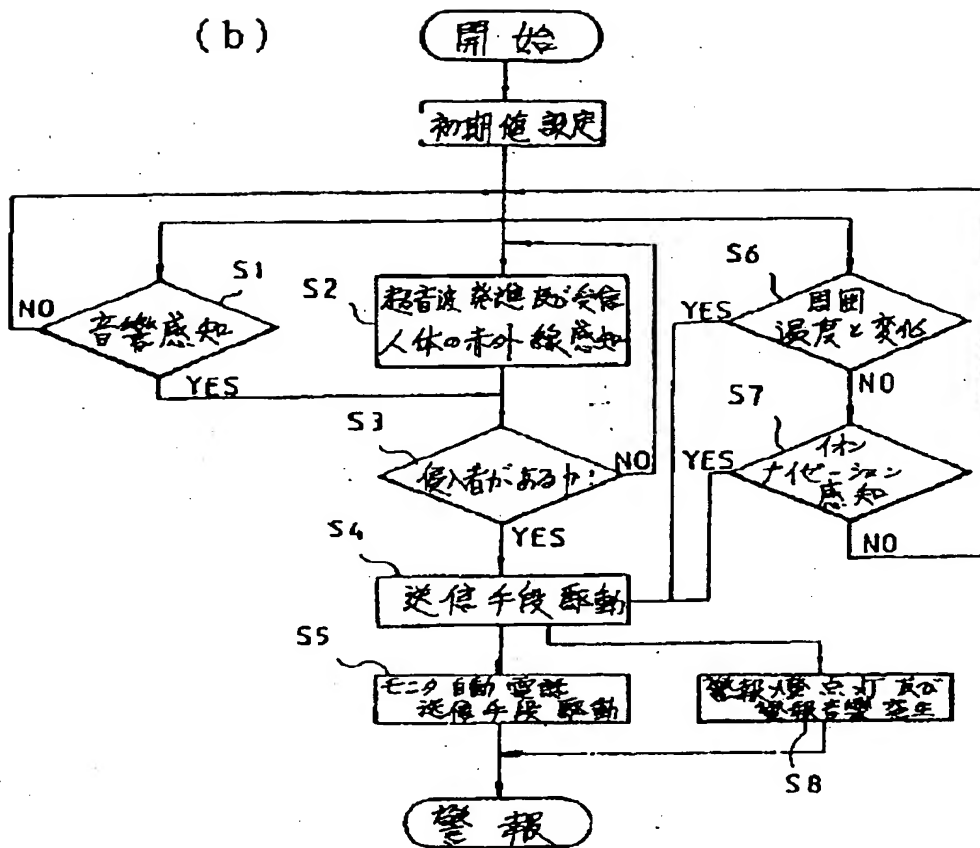 (b)
開始
初期値設定
S1
音響感知
NO
YES
S2
超音波発進及び受信
人体の赤外線感知
S3
侵入者があるか?
NO
YES
S6
周囲
温度と変化
YES
NO
S7
イオン
ナイゼーション
感知
YES
NO
S4
送信手段駆動
S5
モニタ自動電話
送信手段駆動
警報燈点灯及び
警報音響発生
S8
警報